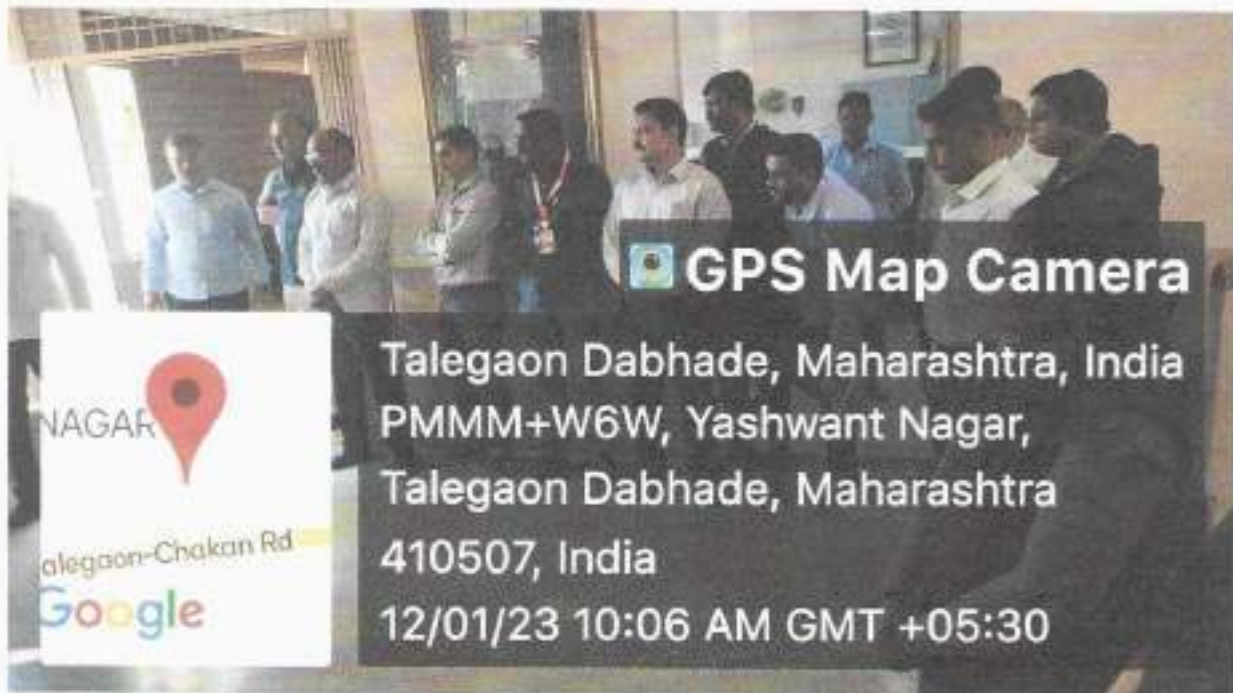 GPS Map Camera
Talegaon Dabhade, Maharashtra, India
PMMM+W6W, Yashwant Nagar,
Talegaon Dabhade, Maharashtra
410507, India
12/01/23 10:06 AM GMT +05:30
NAGAR
alegaon-Chakan Rd
Google